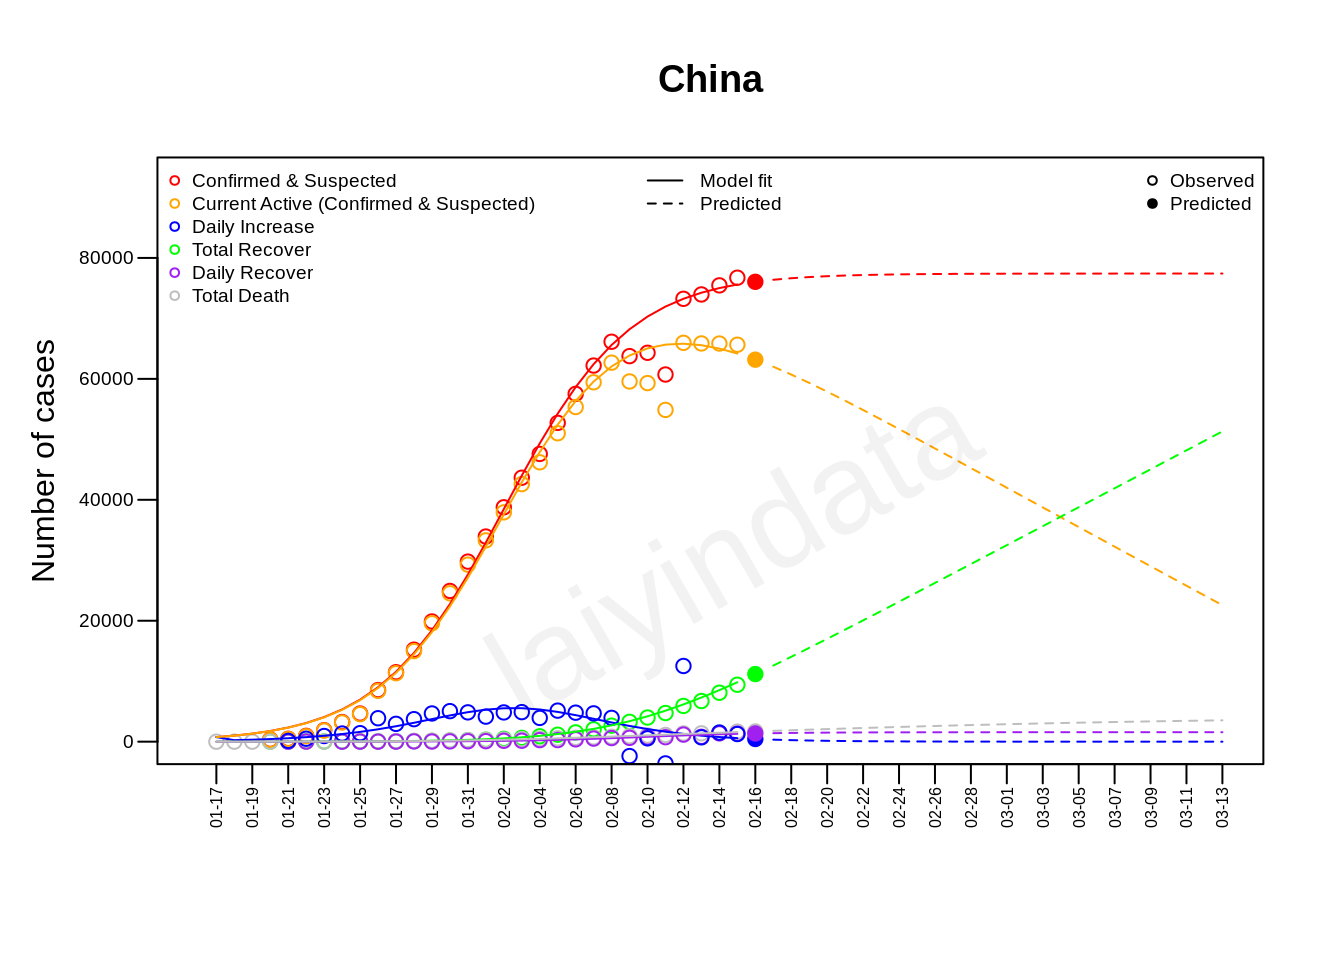 China
Confirmed & Suspected
Current Active (Confirmed & Suspected)
Daily Increase
Total Recover
Daily Recover
Total Death
Model fit
Predicted
Observed
Predicted
Number of cases
80000
60000
40000
20000
0
laiyindata
01-17
01-19
01-21
01-23
01-25
01-27
01-29
01-31
02-02
02-04
02-06
02-08
02-10
02-12
02-14
02-16
02-18
02-20
02-22
02-24
02-26
02-28
03-01
03-03
03-05
03-07
03-09
03-11
03-13